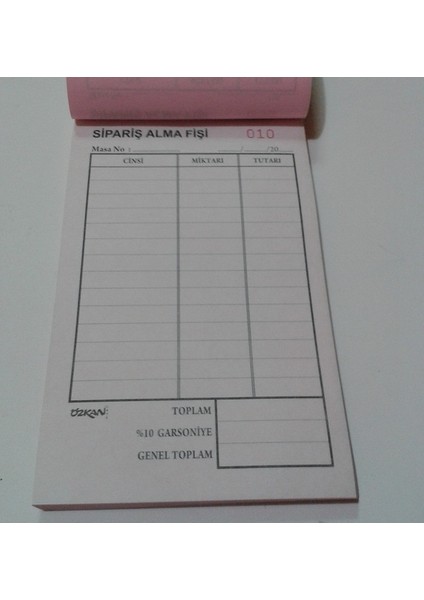 SİPARİŞ ALMA FİŞİ 010
Masa No : ................ ......./......../20....
CİNSİ MİKTARI TUTARI
ÖZKAN TOPLAM
%10 GARSONİYE
GENEL TOPLAM